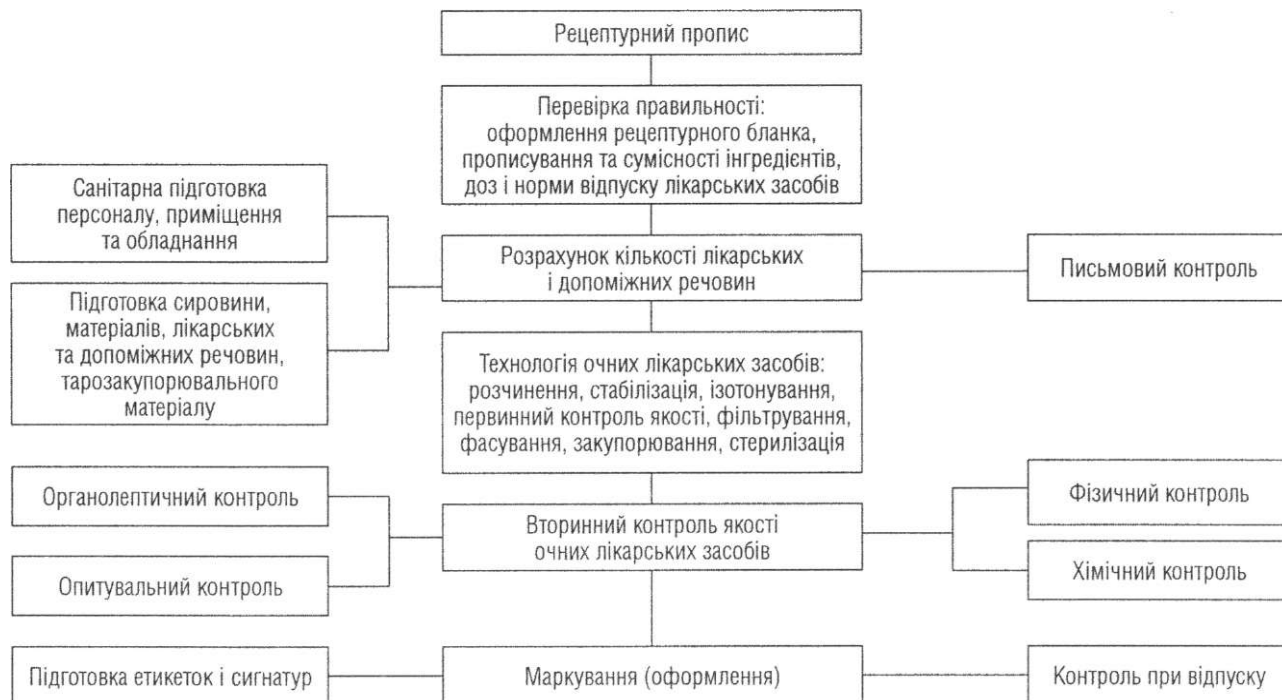 Рецептурний пропис
Перевірка правильності:
оформлення рецептурного бланка,
прописування та сумісності інгредієнтів,
доз і норми відпуску лікарських засобів
Санітарна підготовка
персоналу, приміщення
та обладнання
Розрахунок кількості лікарських
і допоміжних речовин
Письмовий контроль
Підготовка сировини,
матеріалів, лікарських
та допоміжних речовин,
тарозакупорювального
матеріалу
Технологія очних лікарських засобів:
розчинення, стабілізація, ізотонування,
первинний контроль якості, фільтрування,
фасування, закупорювання, стерилізація
Органолептичний контроль
Опитувальний контроль
Вторинний контроль якості
очних лікарських засобів
Фізичний контроль
Хімічний контроль
Підготовка етикеток і сигнатур
Маркування (оформлення)
Контроль при відпуску